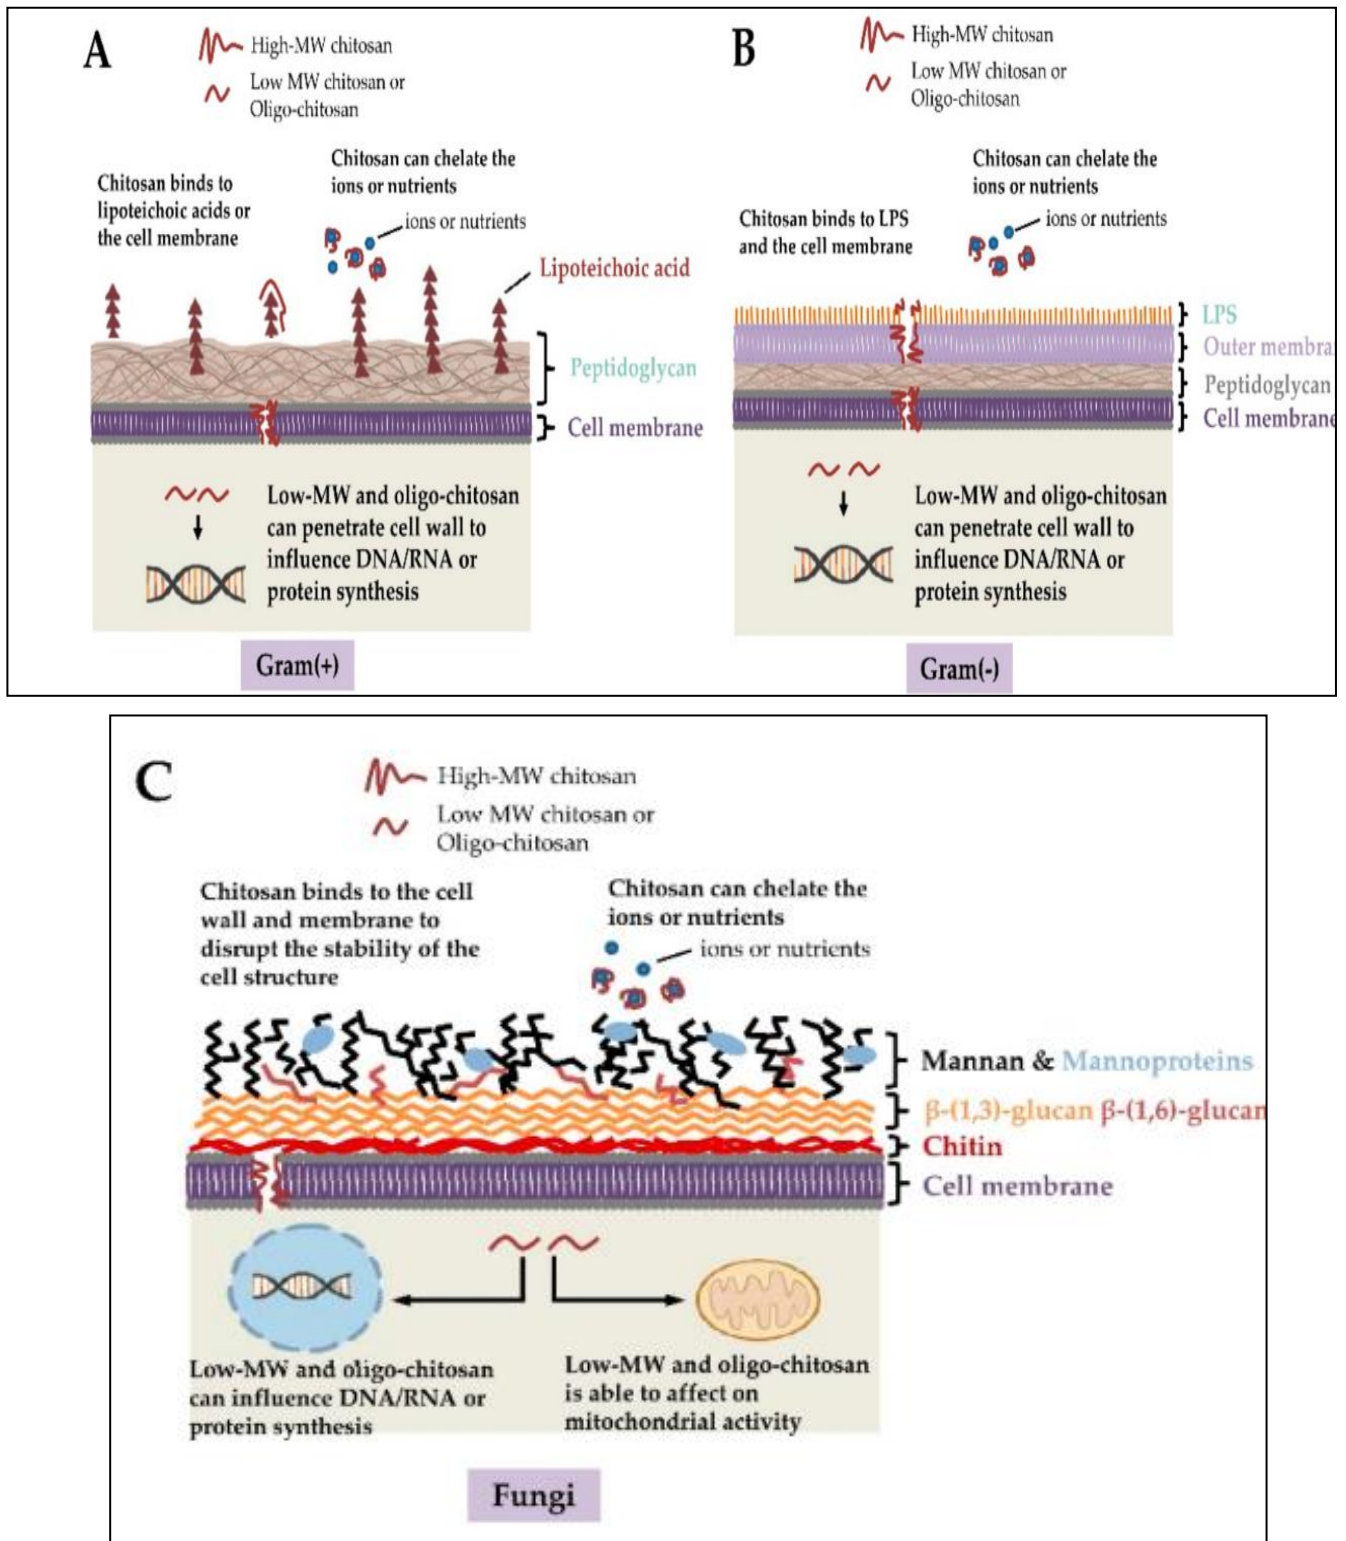 A
High-MW chitosan
Low MW chitosan or
Oligo-chitosan
Chitosan can chelate the
ions or nutrients
Chitosan binds to
lipoteichoic acids or
the cell membrane
ions or nutrients
Lipoteichoic acid
Peptidoglycan
Cell membrane
Low-MW and oligo-chitosan
can penetrate cell wall to
influence DNA/RNA or
protein synthesis
Gram(+)
B
High-MW chitosan
Low MW chitosan or
Oligo-chitosan
Chitosan can chelate the
ions or nutrients
Chitosan binds to LPS
and the cell membrane
ions or nutrients
LPS
Outer membra
Peptidoglycan
Cell membrane
Low-MW and oligo-chitosan
can penetrate cell wall to
influence DNA/RNA or
protein synthesis
Gram(-)
C
High-MW chitosan
Low MW chitosan or
Oligo-chitosan
Chitosan binds to the cell
wall and membrane to
disrupt the stability of the
cell structure
Chitosan can chelate the
ions or nutrients
ions or nutrients
Mannan & Mannoproteins
β-(1,3)-glucan β-(1,6)-glucan
Chitin
Cell membrane
Low-MW and oligo-chitosan
can influence DNA/RNA or
protein synthesis
Low-MW and oligo-chitosan
is able to affect on
mitochondrial activity
Fungi